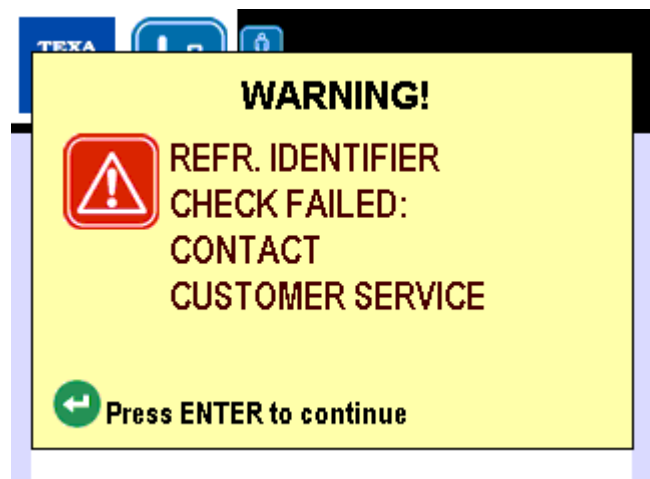 TEXA
WARNING!
REFR. IDENTIFIER
CHECK FAILED:
CONTACT
CUSTOMER SERVICE
Press ENTER to continue